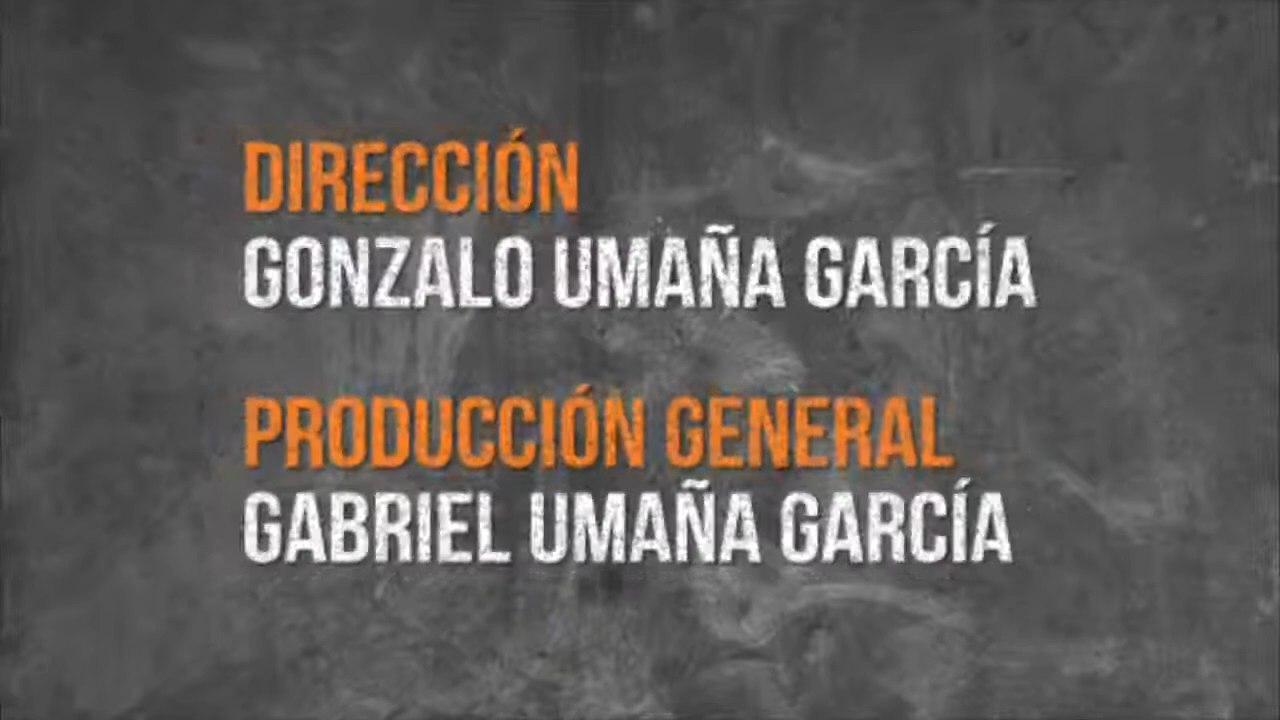 DIRECCIÓN
GONZALO UMAÑA GARCÍA
PRODUCCIÓN GENERAL
GABRIEL UMAÑA GARCÍA